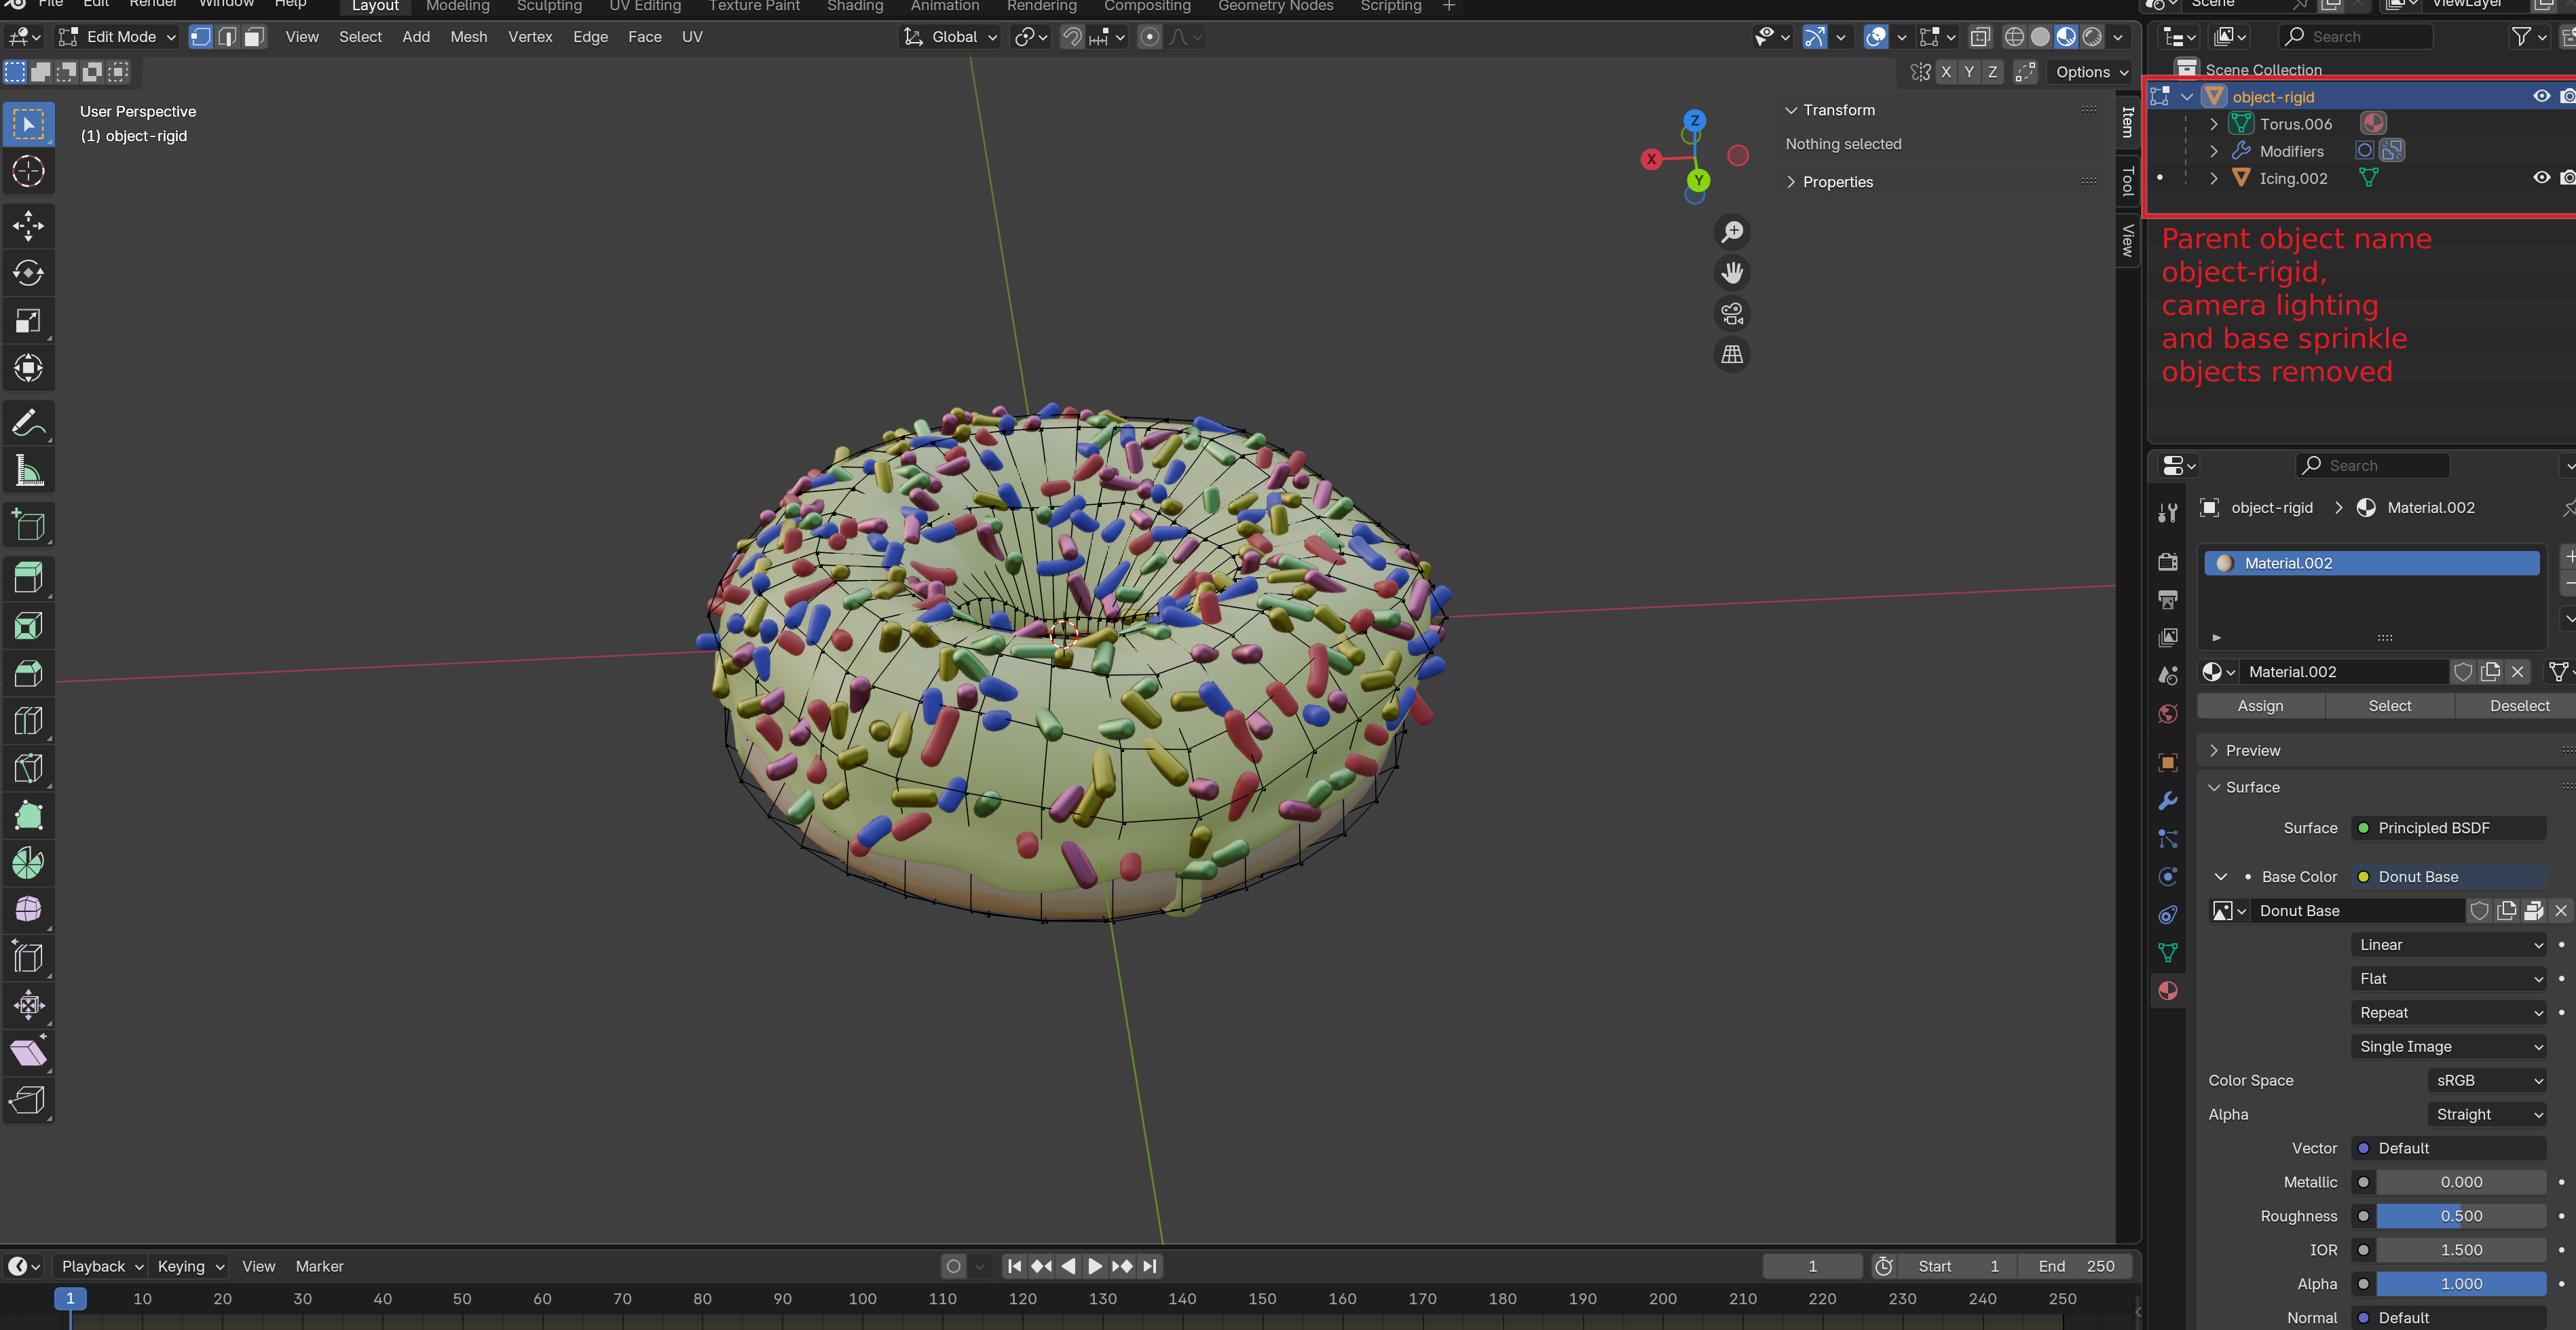 File Edit Render Window Help Layout Modeling Sculpting UV Editing Texture Paint Shading Animation Rendering Compositing Geometry Nodes Scripting + Scene ViewLayer
Edit Mode View Select Add Mesh Vertex Edge Face UV Global Search
X Y Z Options
User Perspective
(1) object-rigid
Z
X
Y
Transform
Nothing selected
Properties
Item
Tool
View
Scene Collection
object-rigid
Torus.006
Modifiers
Icing.002
Parent object name
object-rigid,
camera lighting
and base sprinkle
objects removed
Search
object-rigid > Material.002
Material.002
Material.002
Assign Select Deselect
Preview
Surface
Surface Principled BSDF
Base Color Donut Base
Donut Base
Linear
Flat
Repeat
Single Image
Color Space sRGB
Alpha Straight
Vector Default
Metallic 0.000
Roughness 0.500
IOR 1.500
Alpha 1.000
Normal Default
Playback Keying View Marker 1 Start 1 End 250
1 10 20 30 40 50 60 70 80 90 100 110 120 130 140 150 160 170 180 190 200 210 220 230 240 250